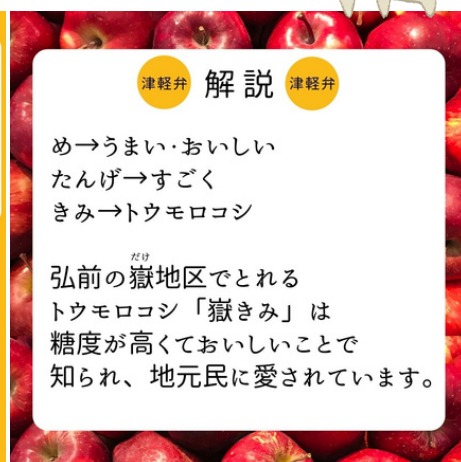 津軽弁 解説 津軽弁
め→うまい・おいしい
たんげ→すごく
きみ→トウモロコシ
だけ
弘前の嶽地区でとれる
トウモロコシ「嶽きみ」は
糖度が高くておいしいことで
知られ、地元民に愛されています。